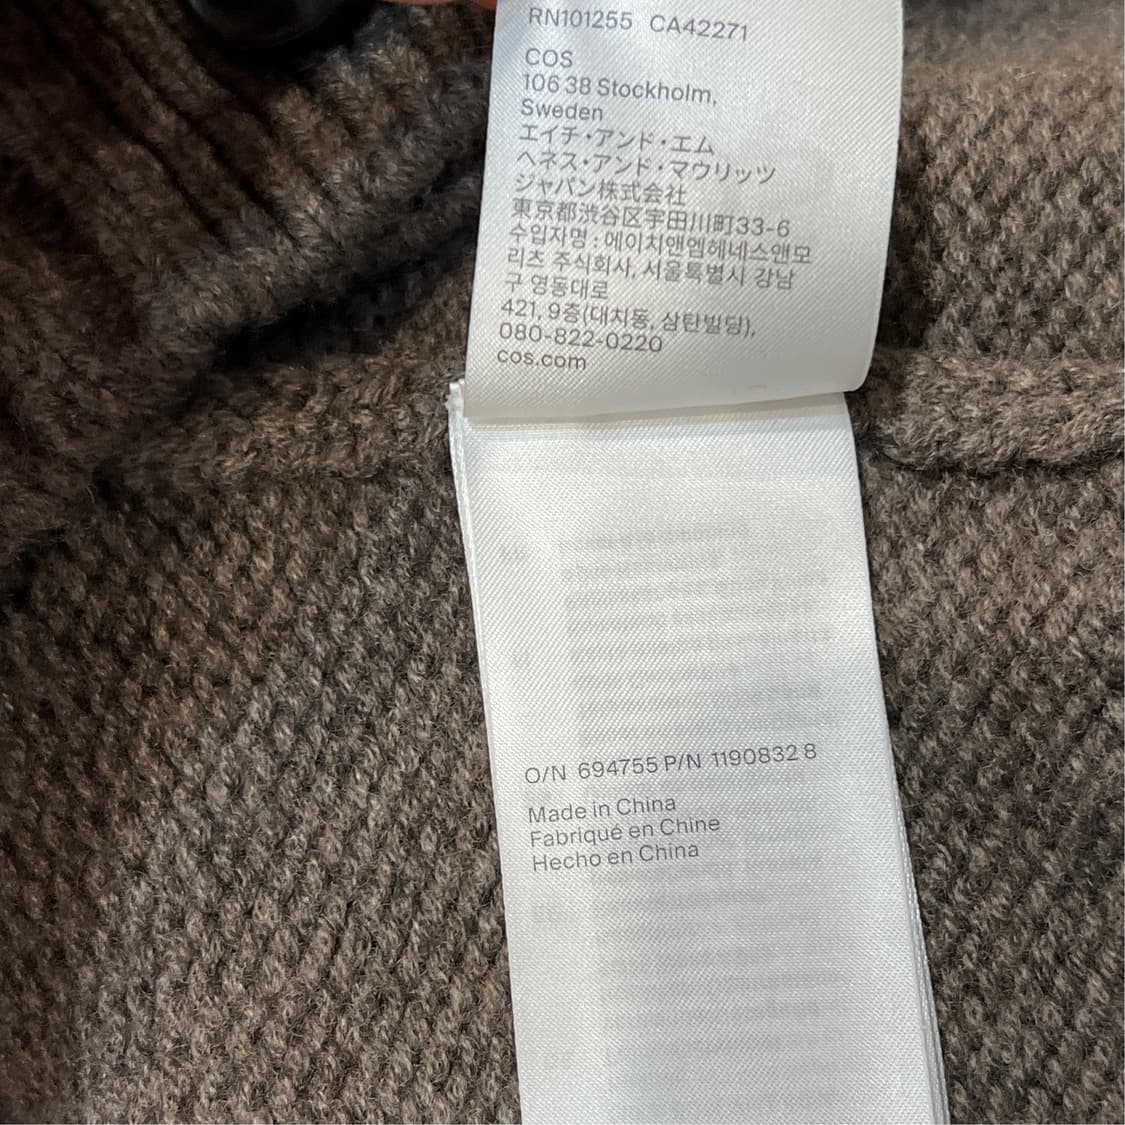 RN101255 CA42271
COS
106 38 Stockholm,
Sweden
エイチ・アンド・エム
ヘネス・アンド・マウリッツ
ジャパン株式会社
東京都渋谷区宇田川町33-6
수입자명 : 에이치앤엠헤네스앤모
리츠 주식회사, 서울특별시 강남
구 영동대로
421, 9층(대치동, 삼탄빌딩),
080-822-0220
cos.com
O/N 694755 P/N 1190832 8
Made in China
Fabriqué en Chine
Hecho en China